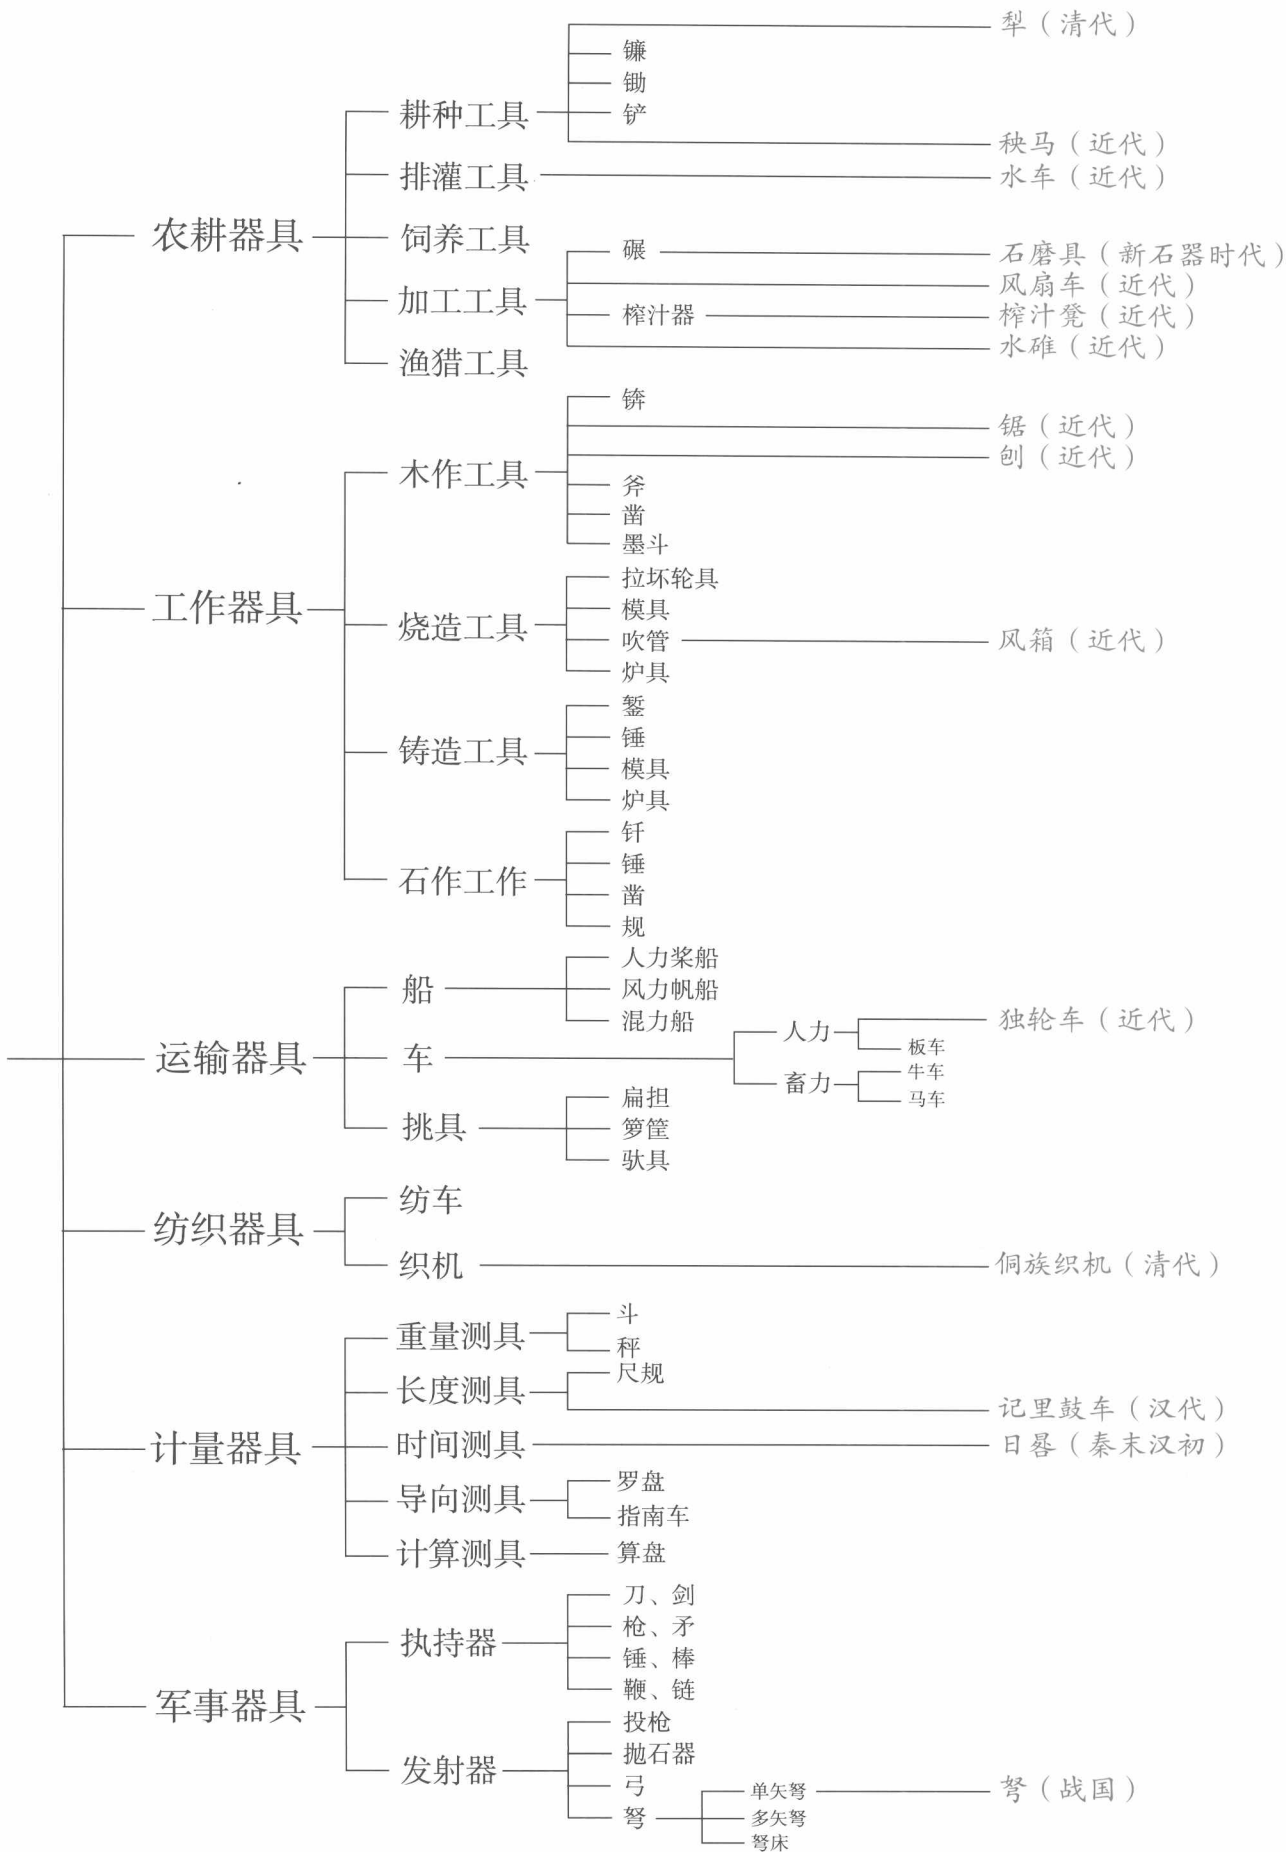 犁（清代）
镰
锄
铲
耕种工具
秧马（近代）
排灌工具
水车（近代）
农耕器具
饲养工具
碾
石磨具（新石器时代）
风扇车（近代）
加工工具
榨汁器
榨汁凳（近代）
水碓（近代）
渔猎工具
锛
锯（近代）
刨（近代）
木作工具
斧
凿
墨斗
拉坏轮具
模具
工作器具
烧造工具
吹管
风箱（近代）
炉具
錾
锤
铸造工具
模具
炉具
钎
锤
石作工作
凿
规
人力桨船
船
风力帆船
混力船
人力
独轮车（近代）
板车
运输器具
车
畜力
牛车
马车
扁担
挑具
箩筐
驮具
纺车
纺织器具
织机
侗族织机（清代）
斗
重量测具
秤
尺规
长度测具
记里鼓车（汉代）
计量器具
时间测具
日晷（秦末汉初）
罗盘
导向测具
指南车
计算测具
算盘
刀、剑
枪、矛
执持器
锤、棒
鞭、链
军事器具
投枪
抛石器
发射器
弓
弩
单矢弩
弩（战国）
多矢弩
弩床